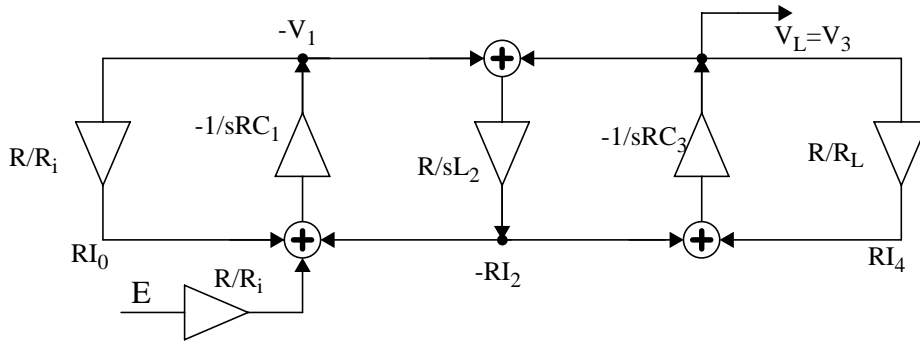 -V1
VL=V3
R/Ri
-1/sRC1
R/sL2
-1/sRC3
R/RL
RI0
-RI2
RI4
R/Ri
E